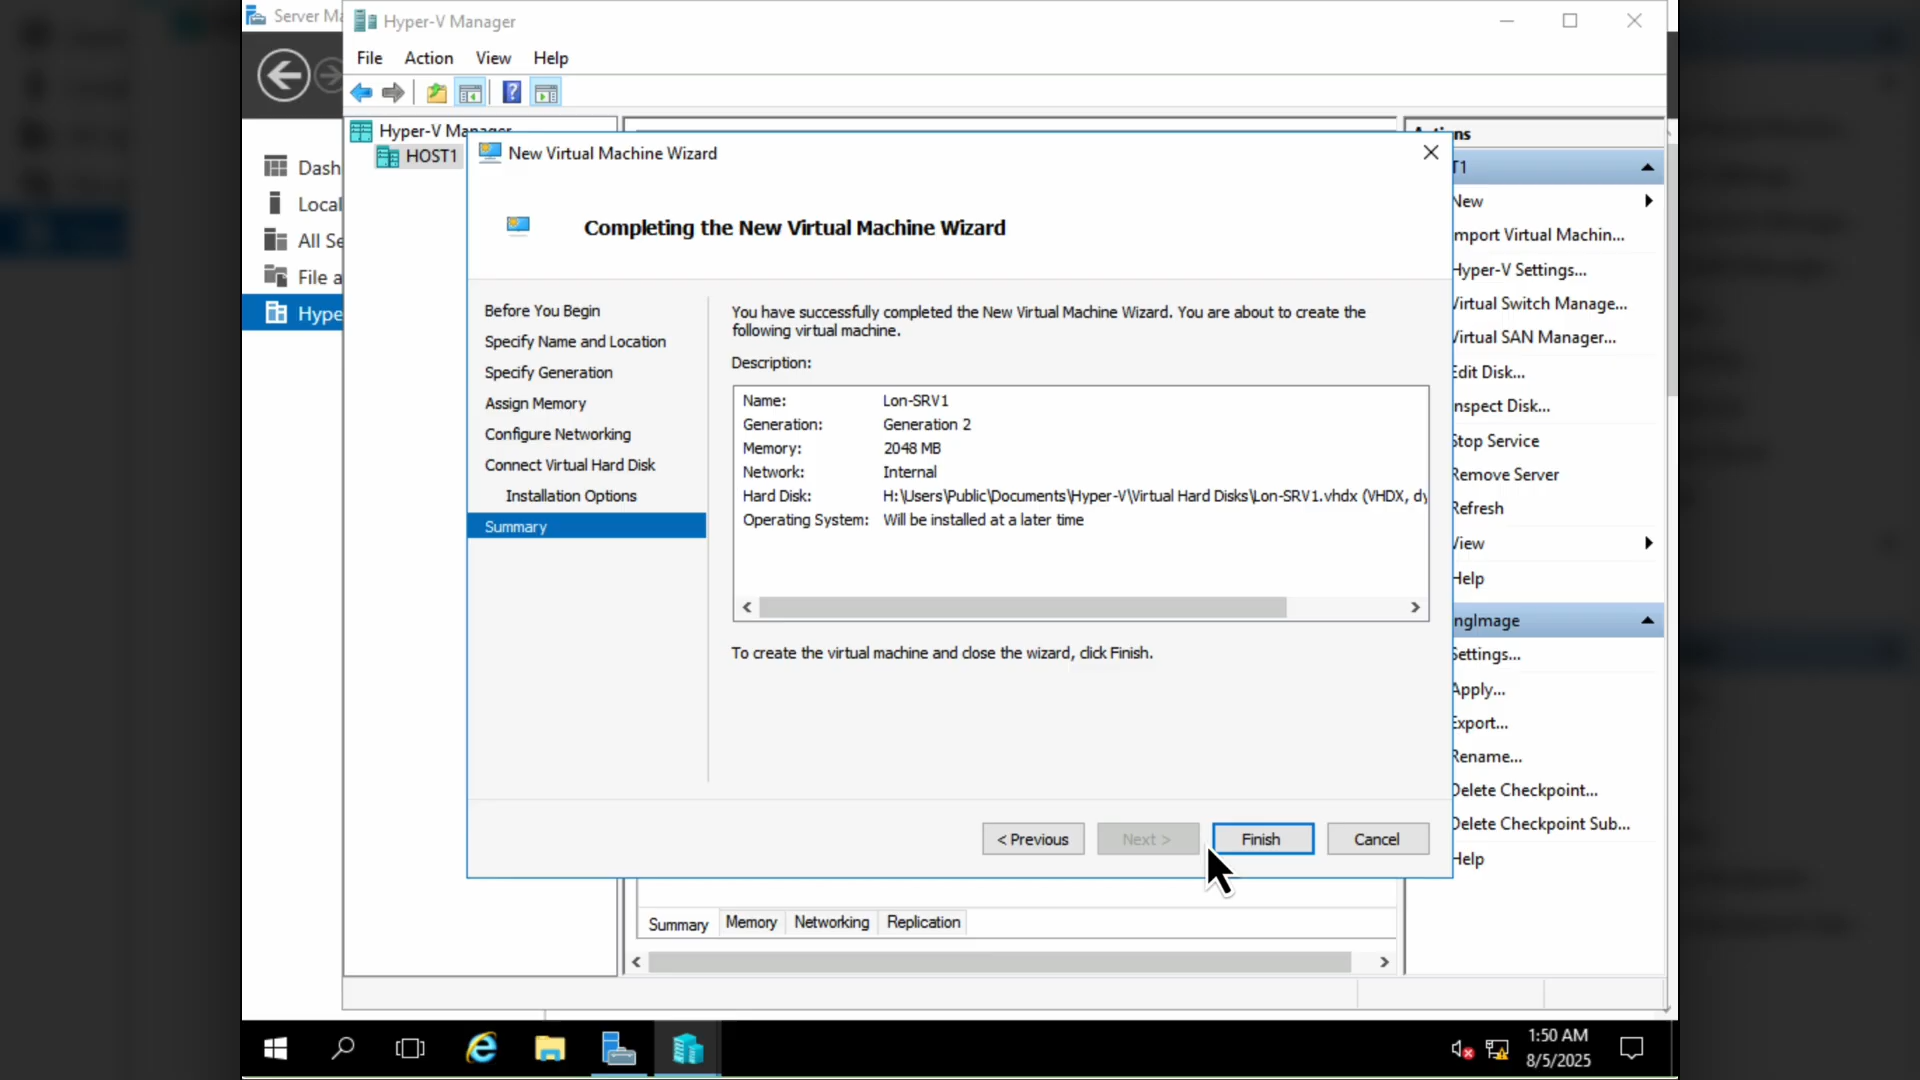 Server Ma
Hyper-V Manager
File Action View Help
Hyper-V Manager
HOST1
Dash
Local
All Se
File a
Hype
New Virtual Machine Wizard
Completing the New Virtual Machine Wizard
Before You Begin
Specify Name and Location
Specify Generation
Assign Memory
Configure Networking
Connect Virtual Hard Disk
Installation Options
Summary
You have successfully completed the New Virtual Machine Wizard. You are about to create the
following virtual machine.
Description:
Name: Lon-SRV1
Generation: Generation 2
Memory: 2048 MB
Network: Internal
Hard Disk: H:\Users\Public\Documents\Hyper-V\Virtual Hard Disks\Lon-SRV1.vhdx (VHDX, dy
Operating System: Will be installed at a later time
To create the virtual machine and close the wizard, click Finish.
< Previous Next > Finish Cancel
Actions
T1
New
mport Virtual Machin...
Hyper-V Settings...
Virtual Switch Manage...
Virtual SAN Manager...
Edit Disk...
nspect Disk...
Stop Service
Remove Server
Refresh
View
Help
ngImage
Settings...
Apply...
Export...
Rename...
Delete Checkpoint...
Delete Checkpoint Sub...
Help
Summary Memory Networking Replication
1:50 AM
8/5/2025